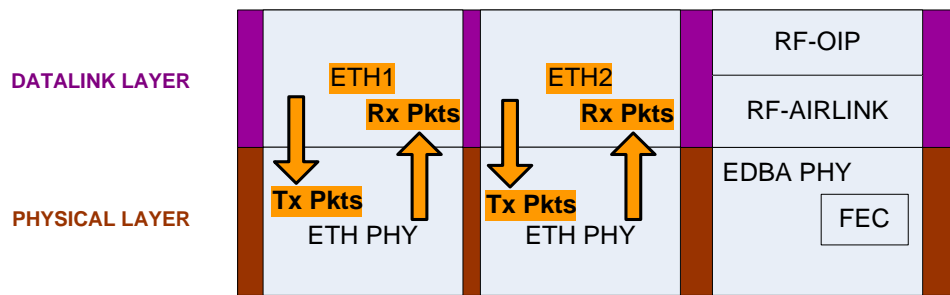 RF-OIP
DATALINK LAYER
ETH1
ETH2
Rx Pkts
Rx Pkts
RF-AIRLINK
EDBA PHY
Tx Pkts
Tx Pkts
PHYSICAL LAYER
ETH PHY
ETH PHY
FEC